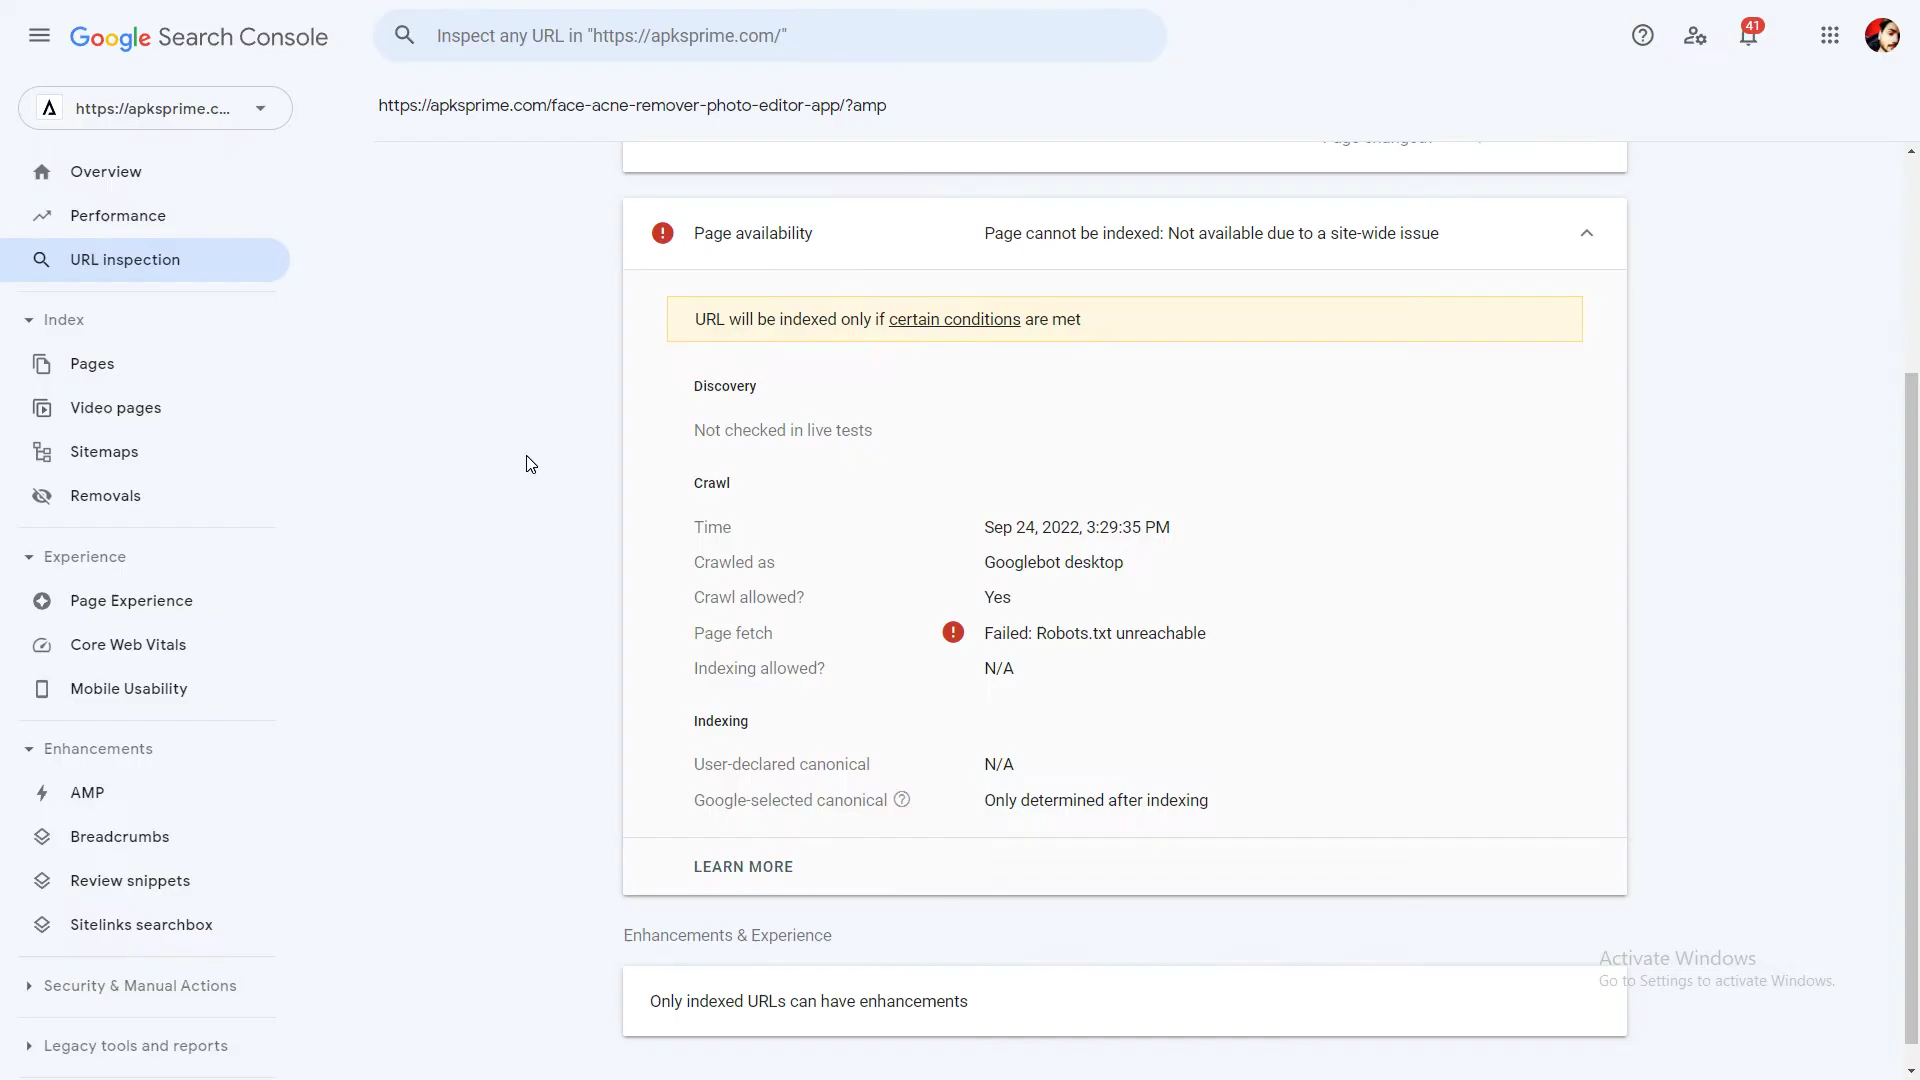 Google Search Console
Inspect any URL in "https://apksprime.com/"
41
https://apksprime.c...
https://apksprime.com/face-acne-remover-photo-editor-app/?amp
Overview
Performance
URL inspection
Index
Pages
Video pages
Sitemaps
Removals
Experience
Page Experience
Core Web Vitals
Mobile Usability
Enhancements
AMP
Breadcrumbs
Review snippets
Sitelinks searchbox
Security & Manual Actions
Legacy tools and reports
Page availability
Page cannot be indexed: Not available due to a site-wide issue
URL will be indexed only if certain conditions are met
Discovery
Not checked in live tests
Crawl
Time
Sep 24, 2022, 3:29:35 PM
Crawled as
Googlebot desktop
Crawl allowed?
Yes
Page fetch
Failed: Robots.txt unreachable
Indexing allowed?
N/A
Indexing
User-declared canonical
N/A
Google-selected canonical
Only determined after indexing
LEARN MORE
Enhancements & Experience
Only indexed URLs can have enhancements
Activate Windows
Go to Settings to activate Windows.